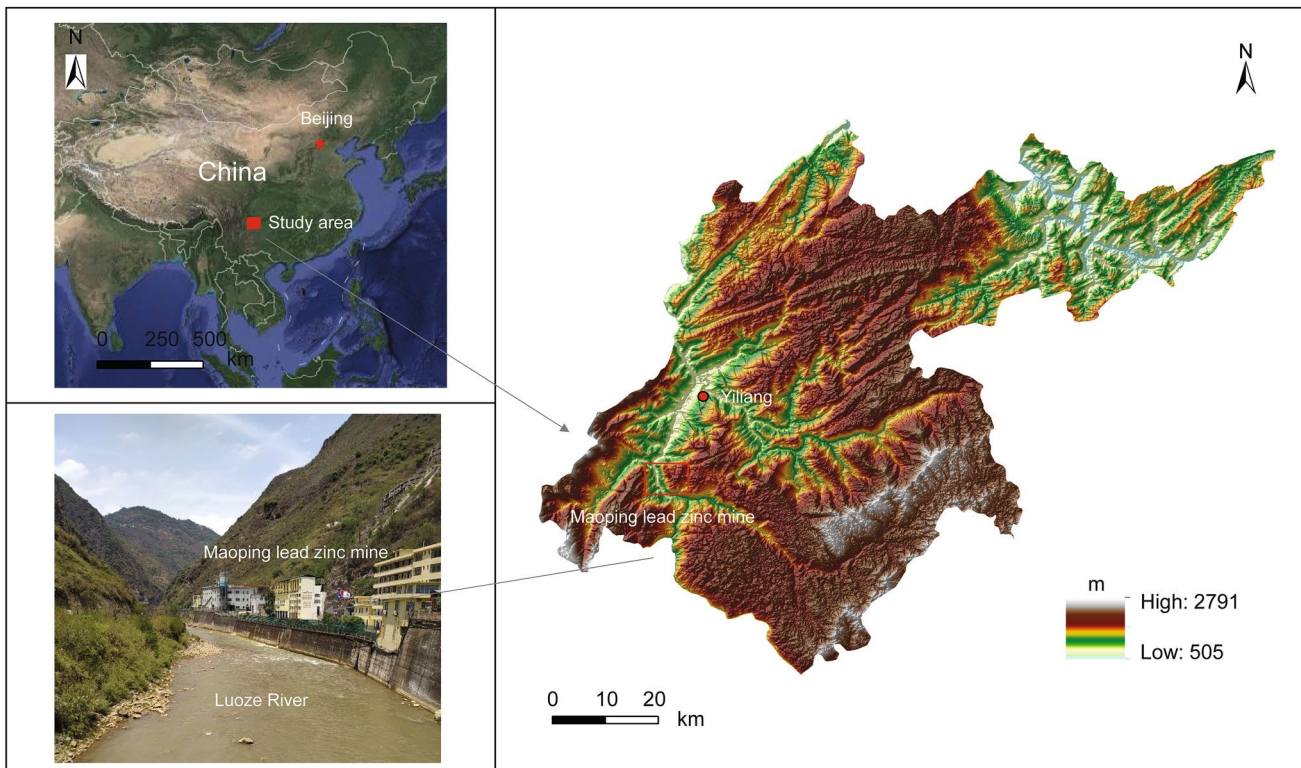 N
Beijing
China
Study area
0 250 500
km
Maoping lead zinc mine
Luoze River
N
Yiliang
Maoping lead zinc mine
m
High: 2791
Low: 505
0 10 20
km